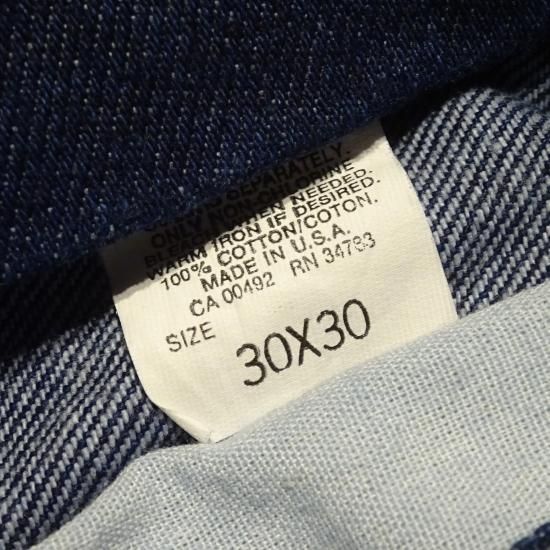 SEPARATELY.
ONLY NON-CHLORINE
BLEACH WHEN NEEDED.
WARM IRON IF DESIRED.
100% COTTON/COTON.
MADE IN U.S.A.
CA 00492 RN 34783
SIZE
30X30